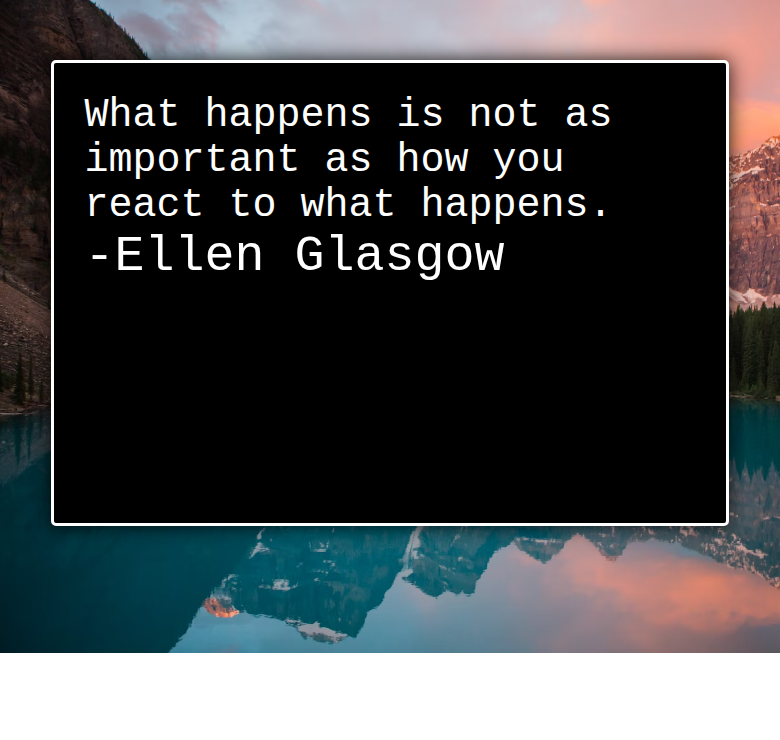 What happens is not as
important as how you
react to what happens.
-Ellen Glasgow